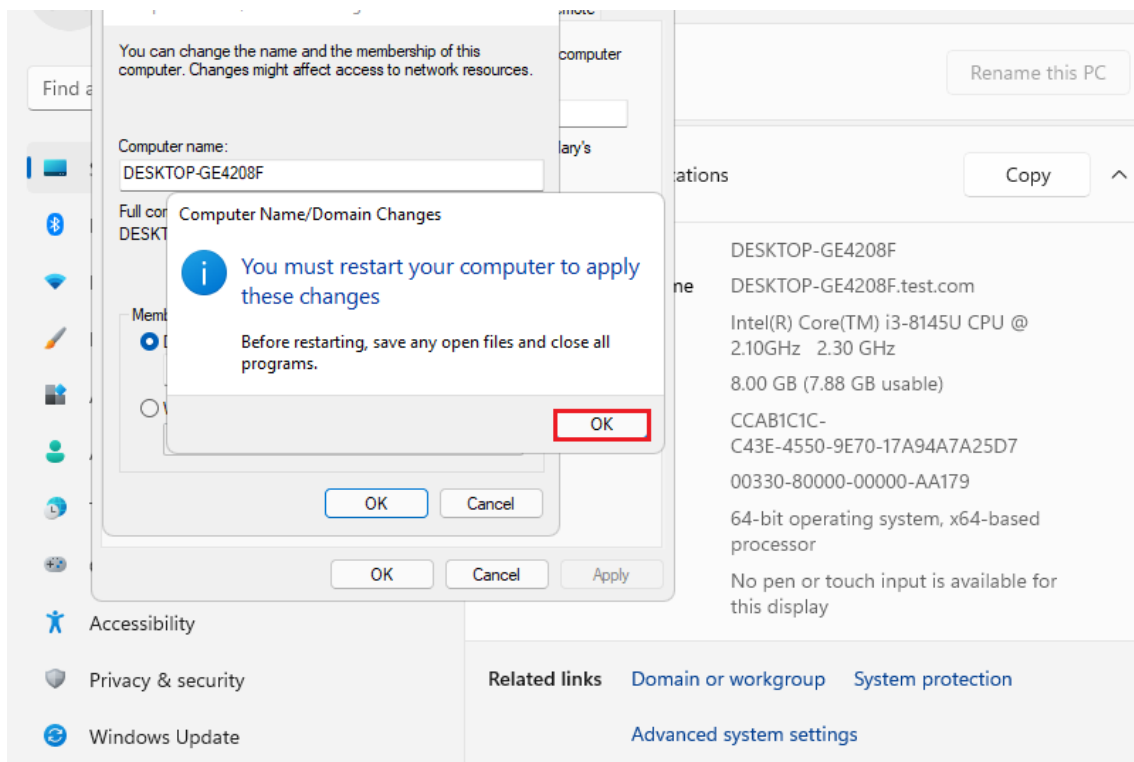 You can change the name and the membership of this
computer. Changes might affect access to network resources.
computer
Rename this PC
Find
Computer name:
DESKTOP-GE4208F
Copy
Full
DESKTOP-GE4208F
Computer Name/Domain Changes
You must restart your computer to apply
these changes
DESKTOP-GE4208F.test.com
Intel(R) Core(TM) i3-8145U CPU @
2.10GHz 2.30 GHz
Before restarting, save any open files and close all
programs.
8.00 GB (7.88 GB usable)
OK
CCAB1C1C-
C43E-4550-9E70-17A94A7A25D7
00330-80000-00000-AA179
OK Cancel
64-bit operating system, x64-based
processor
OK Cancel Apply
No pen or touch input is available for
this display
Accessibility
Privacy & security
Related links Domain or workgroup System protection
Windows Update
Advanced system settings